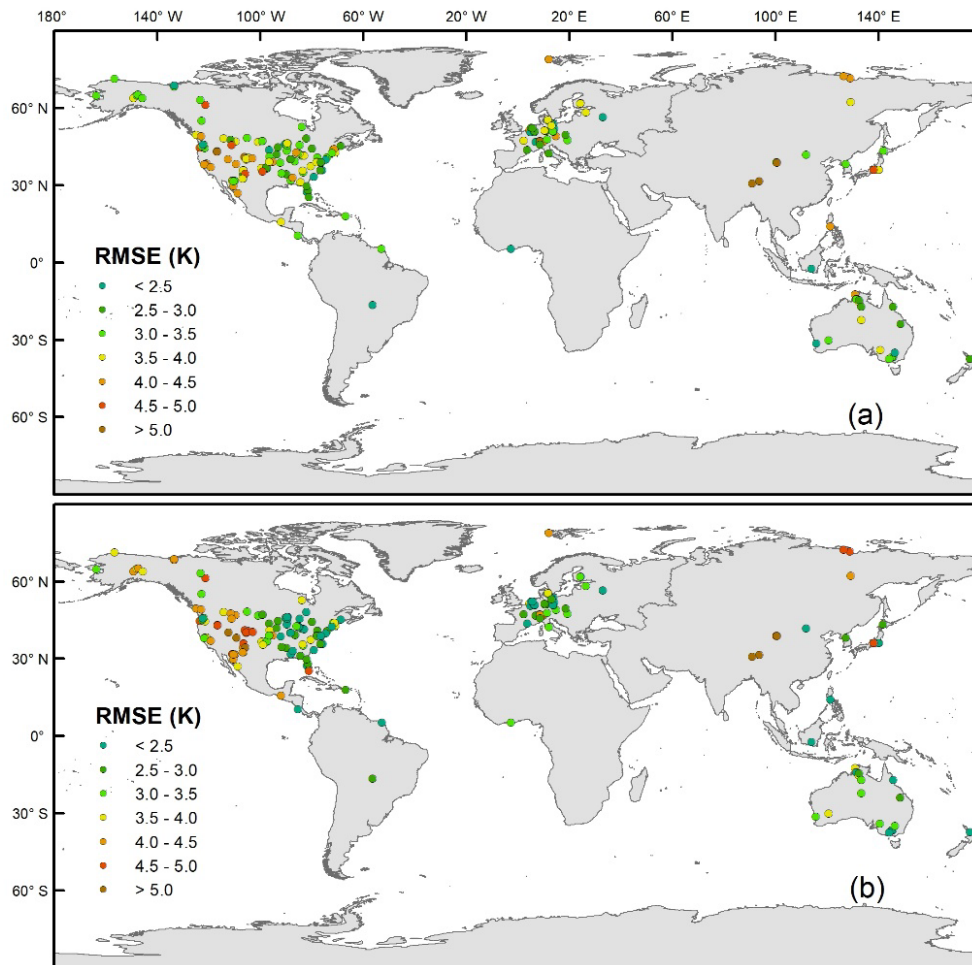 180 140° W 100° W 60° W 20° W 20° E 60° E 100° E 140° E
60° N
30° N
0°
30° S
60° S
RMSE (K)
< 2.5
2.5 - 3.0
3.0 - 3.5
3.5 - 4.0
4.0 - 4.5
4.5 - 5.0
> 5.0
(a)
60° N
30° N
0°
30° S
60° S
RMSE (K)
< 2.5
2.5 - 3.0
3.0 - 3.5
3.5 - 4.0
4.0 - 4.5
4.5 - 5.0
> 5.0
(b)